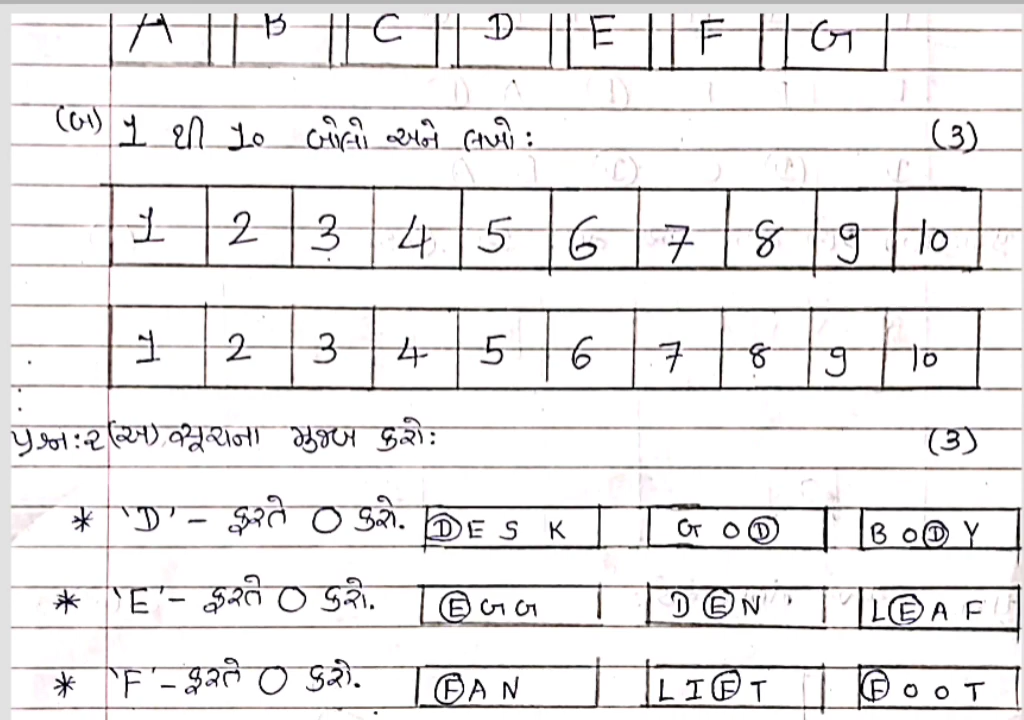 A B C D E F G
(બ) 1 થી 10 બોલો અને લખો : (3)
1 2 3 4 5 6 7 8 9 10
1 2 3 4 5 6 7 8 9 10
પ્રશ્ન:૨ (અ) સૂચના મુજબ કરો: (3)
* 'D' - ફરતે O કરો. DESK GOD BODY
* 'E' - ફરતે O કરો. EGG DEN LEAF
* 'F' - ફરતે O કરો. FAN LIFT FOOT